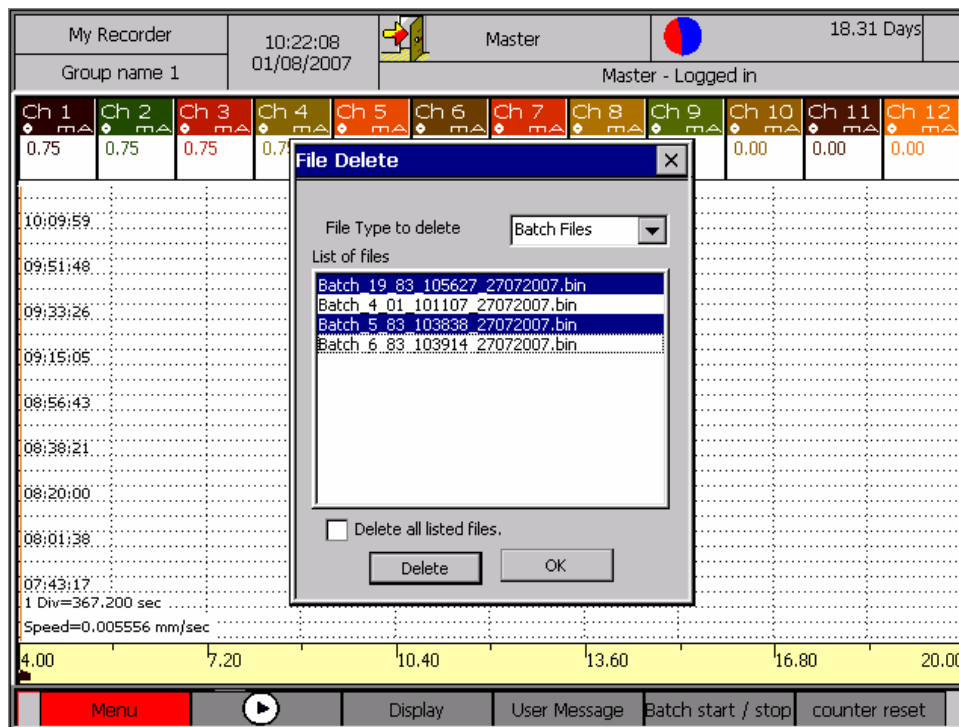 My Recorder
Group name 1
10:22:08
01/08/2007
Master
18.31 Days
Master - Logged in
Ch 1 Ch 2 Ch 3 Ch 4 Ch 5 Ch 6 Ch 7 Ch 8 Ch 9 Ch 10 Ch 11 Ch 12
mA mA mA mA mA mA mA mA mA mA mA mA
0.75 0.75 0.75 0.00 0.00 0.00
File Delete
File Type to delete Batch Files
List of files
Batch_19_83_105627_27072007.bin
Batch_4_01_101107_27072007.bin
Batch_5_83_103838_27072007.bin
Batch_6_83_103914_27072007.bin
Delete all listed files.
Delete OK
10:09:59
09:51:48
09:33:26
09:15:05
08:56:43
08:38:21
08:20:00
08:01:38
07:43:17
1 Div=367.200 sec
Speed=0.005556 mm/sec
4.00 7.20 10.40 13.60 16.80 20.00
Menu Display User Message Batch start / stop counter reset